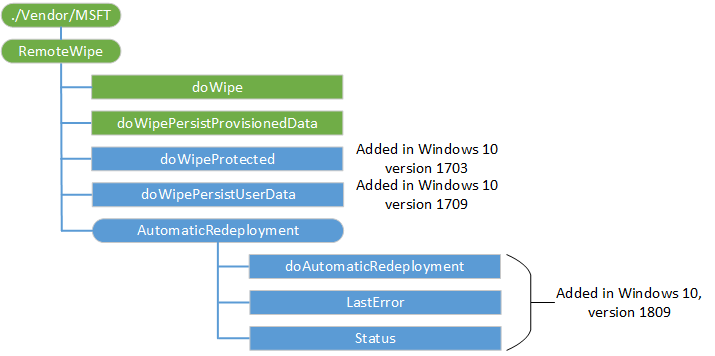 ./Vendor/MSFT
RemoteWipe
doWipe
doWipePersistProvisionedData
doWipeProtected
Added in Windows 10
version 1703
doWipePersistUserData
Added in Windows 10
version 1709
AutomaticRedeployment
doAutomaticRedeployment
LastError
Added in Windows 10,
version 1809
Status